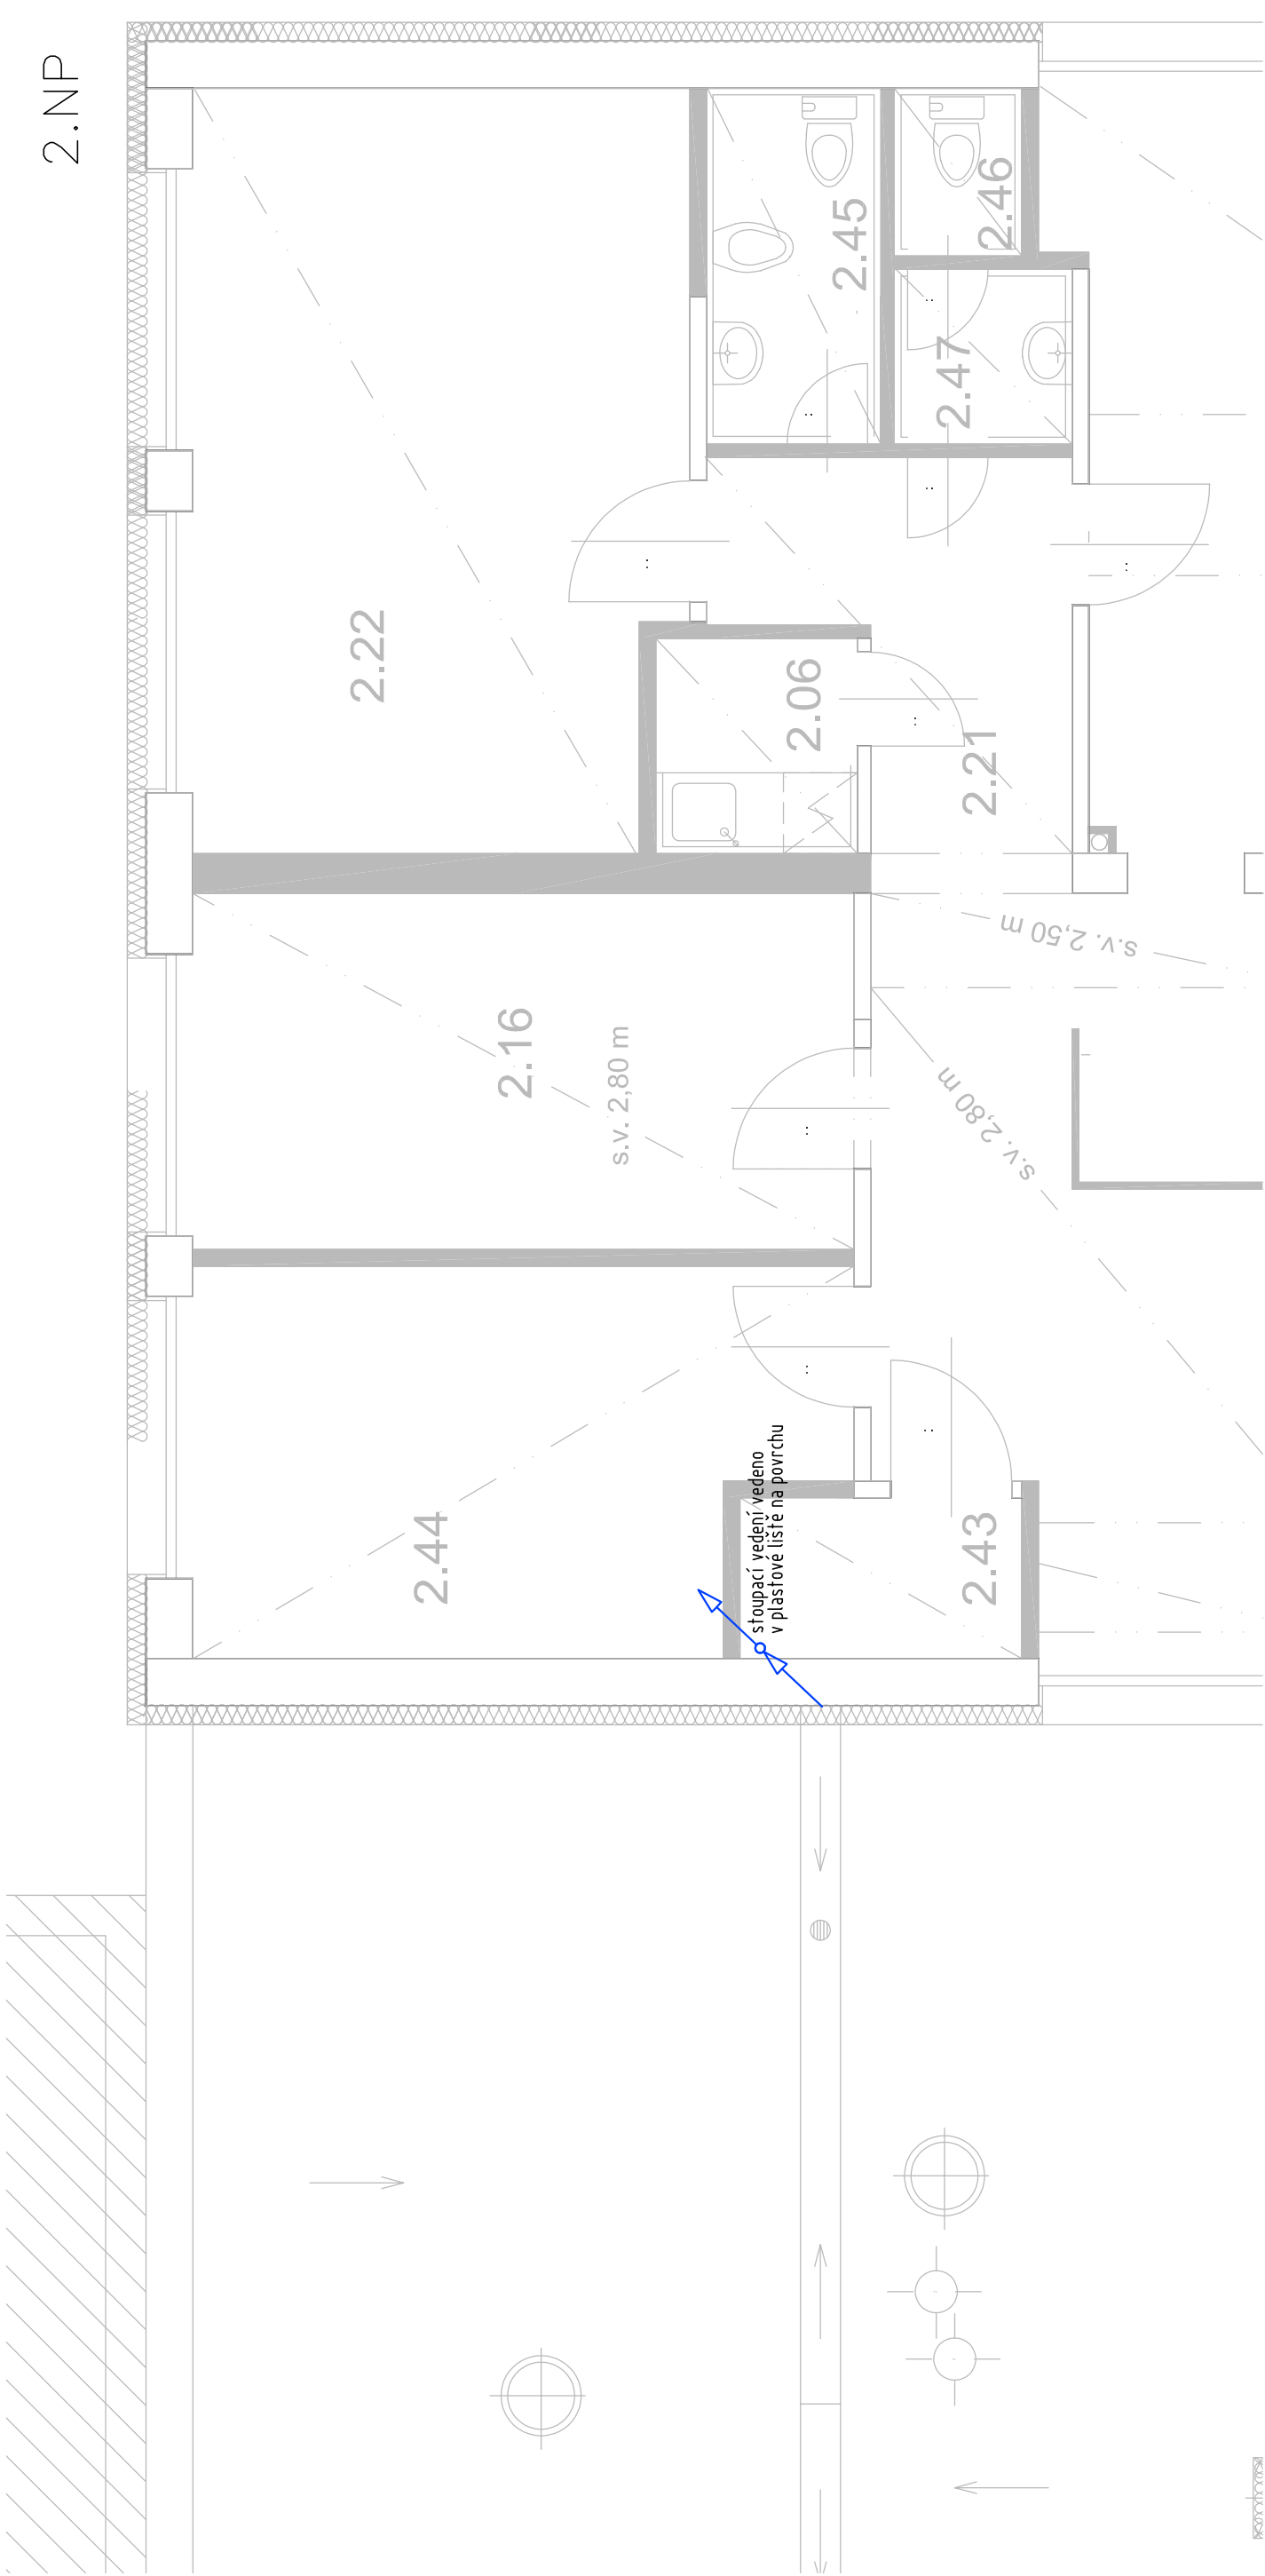 2.NP
2.45
2.46
2.47
2.22
2.06
2.21
s.v. 2,50 m
2.16
s.v. 2,80 m
s.v. 2,80 m
2.44
stoupací vedení vedeno
v plastové liště na povrchu
2.43